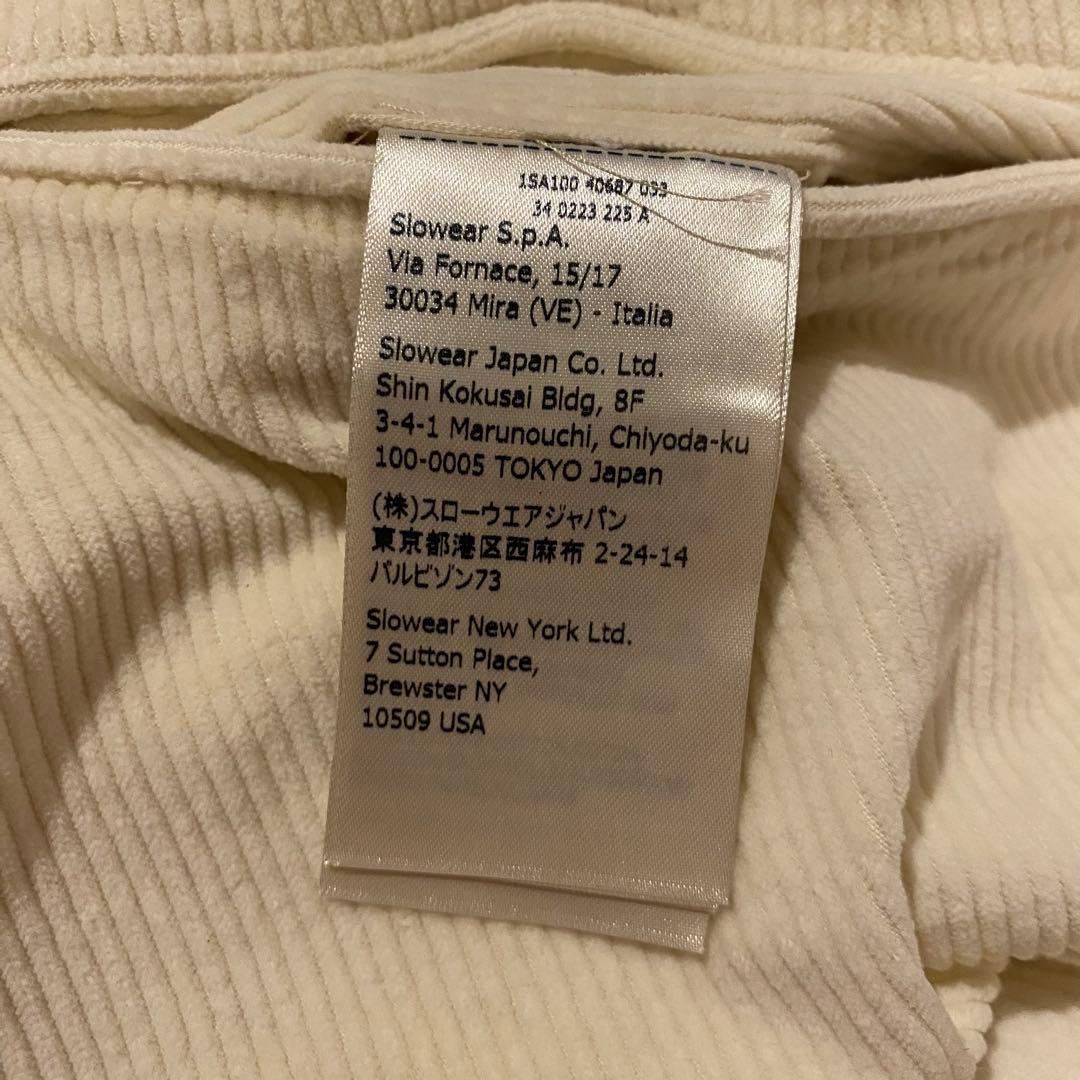 1SA100 40687 093
34 0223 225 A
Slowear S.p.A.
Via Fornace, 15/17
30034 Mira (VE) - Italia
Slowear Japan Co. Ltd.
Shin Kokusai Bldg, 8F
3-4-1 Marunouchi, Chiyoda-ku
100-0005 TOKYO Japan
(株)スローウエアジャパン
東京都港区西麻布 2-24-14
バルビゾン73
Slowear New York Ltd.
7 Sutton Place,
Brewster NY
10509 USA